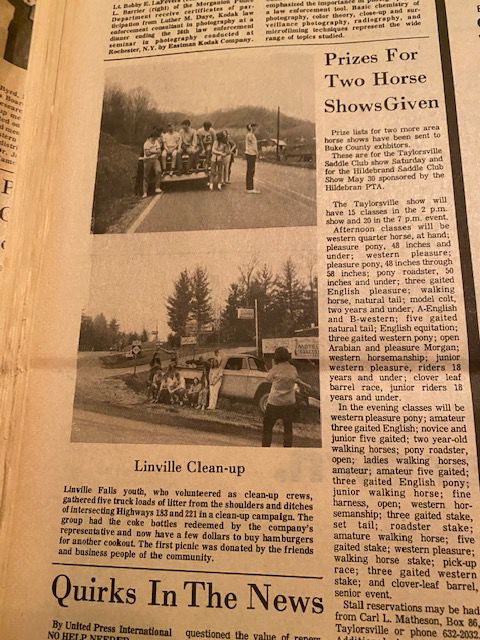 Lt. Bobby E. LaFevers
L. Barrier (right) of the Morganton Police
Department receive certificates of par-
ticipation from Luther M. Dary, Kodak law
enforcement consultant in photography at a
dinner ending the 36th law enforcement
seminar in photography conducted at
Rochester, N.Y. by Eastman Kodak Company.
emphasized the importance of
a law enforcement tool. Basic chemistry of
photography, color theory, close-up and sur-
veillance photography, radiography, and
microfilming techniques represent the wide
range of topics studied.
Linville Clean-up
Linville Falls youth, who volunteered as clean-up crews,
gathered five truck loads of litter from the shoulders and ditches
of intersecting Highways 183 and 221 in a clean-up campaign. The
group had the coke battles redeemed by the company's
representative and now have a few dollars to buy hamburgers
for another cookout. The first picnic was donated by the friends
and business people of the community.
Quirks In The News
By United Press International
NO HELP NEEDED
questioned the value of
Prizes For
Two Horse
ShowsGiven
Prize lists for two more area
horse shows have been sent to
Buke County exhbitors.
These are for the Taylorsville
Saddle Club show Saturday and
for the Hildebrand Saddle Club
Show May 30 sponsored by the
Hildebran PTA.
The Taylorsville show will
have 15 classes in the 2 p.m.
show and 20 in the 7 p.m. event.
Afternoon classes will be
western quarter horse, at hand;
pleasure pony, 48 inches and
under; western pleasure;
pleasure pony, 48 inches through
58 inches; pony roadster, 50
inches and under; three gaited
English pleasure; walking
horse, natural tail; model colt,
two years and under, A-English
and B-western; five gaited
natural tail; English equitation;
three gaited western pony; open
Arabian and pleasure Morgan;
western horsemanship; junior
western pleasure, riders 18
years and under; clover leaf
barrel race, junior riders 18
years and under.
In the evening classes will be
western pleasure pony; amateur
three gaited English; novice and
junior five gaited; two year-old
walking horses; pony roadster,
open; ladies walking horses,
amateur; amateur five gaited;
three gaited English pony;
junior walking horse; fine
harness, open; western hor-
semanship; three gaited stake,
set tail; roadster stake;
amature walking horse; five
gaited stake; western pleasure;
walking horse stake; pick-up
race; three gaited western
stake; and clover-leaf barrel,
senior event.
Stall reservations may be had
from Carl L. Matheson, Box 86,
Taylorsville or phone 632-2032.